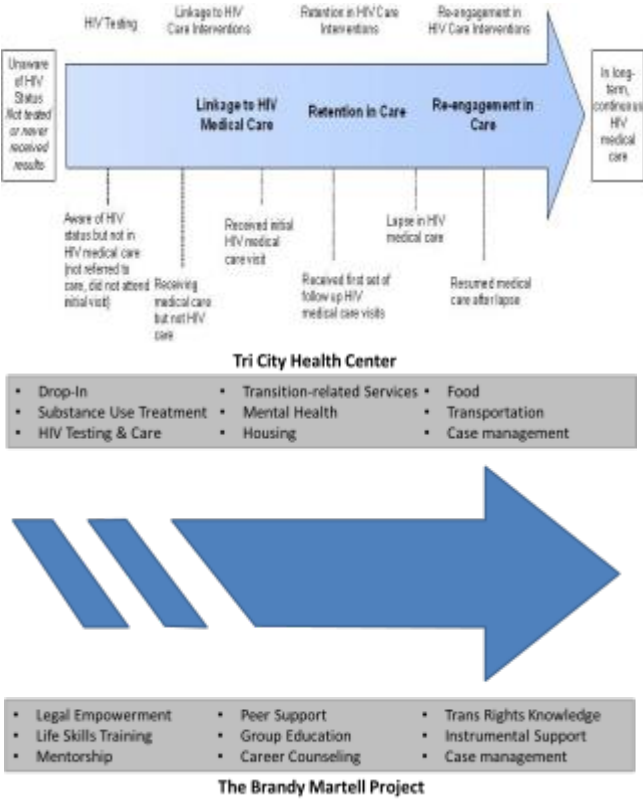 HIV Testing
Linkage to HIV
Care Interventions
Retention in HIV Care
Interventions
Re-engagement in
HIV Care Interventions
Unaware
of HIV
Status
Not tested
or never
received
results
Linkage to HIV
Medical Care
Retention in Care
Re-engagement in
Care
In long-
term,
continuous
HIV
medical
care
Aware of HIV
status but not in
HIV medical care
(not referred to
care, did not attend
initial visit)
Receiving
medical care
but not HIV
care
Received initial
HIV medical
care visit
Received first set of
follow up HIV
medical care visits
Lapse in HIV
medical care
Resumed medical
care after lapse
Tri City Health Center
• Drop-In
• Substance Use Treatment
• HIV Testing & Care
• Transition-related Services
• Mental Health
• Housing
• Food
• Transportation
• Case management
• Legal Empowerment
• Life Skills Training
• Mentorship
• Peer Support
• Group Education
• Career Counseling
• Trans Rights Knowledge
• Instrumental Support
• Case management
The Brandy Martell Project